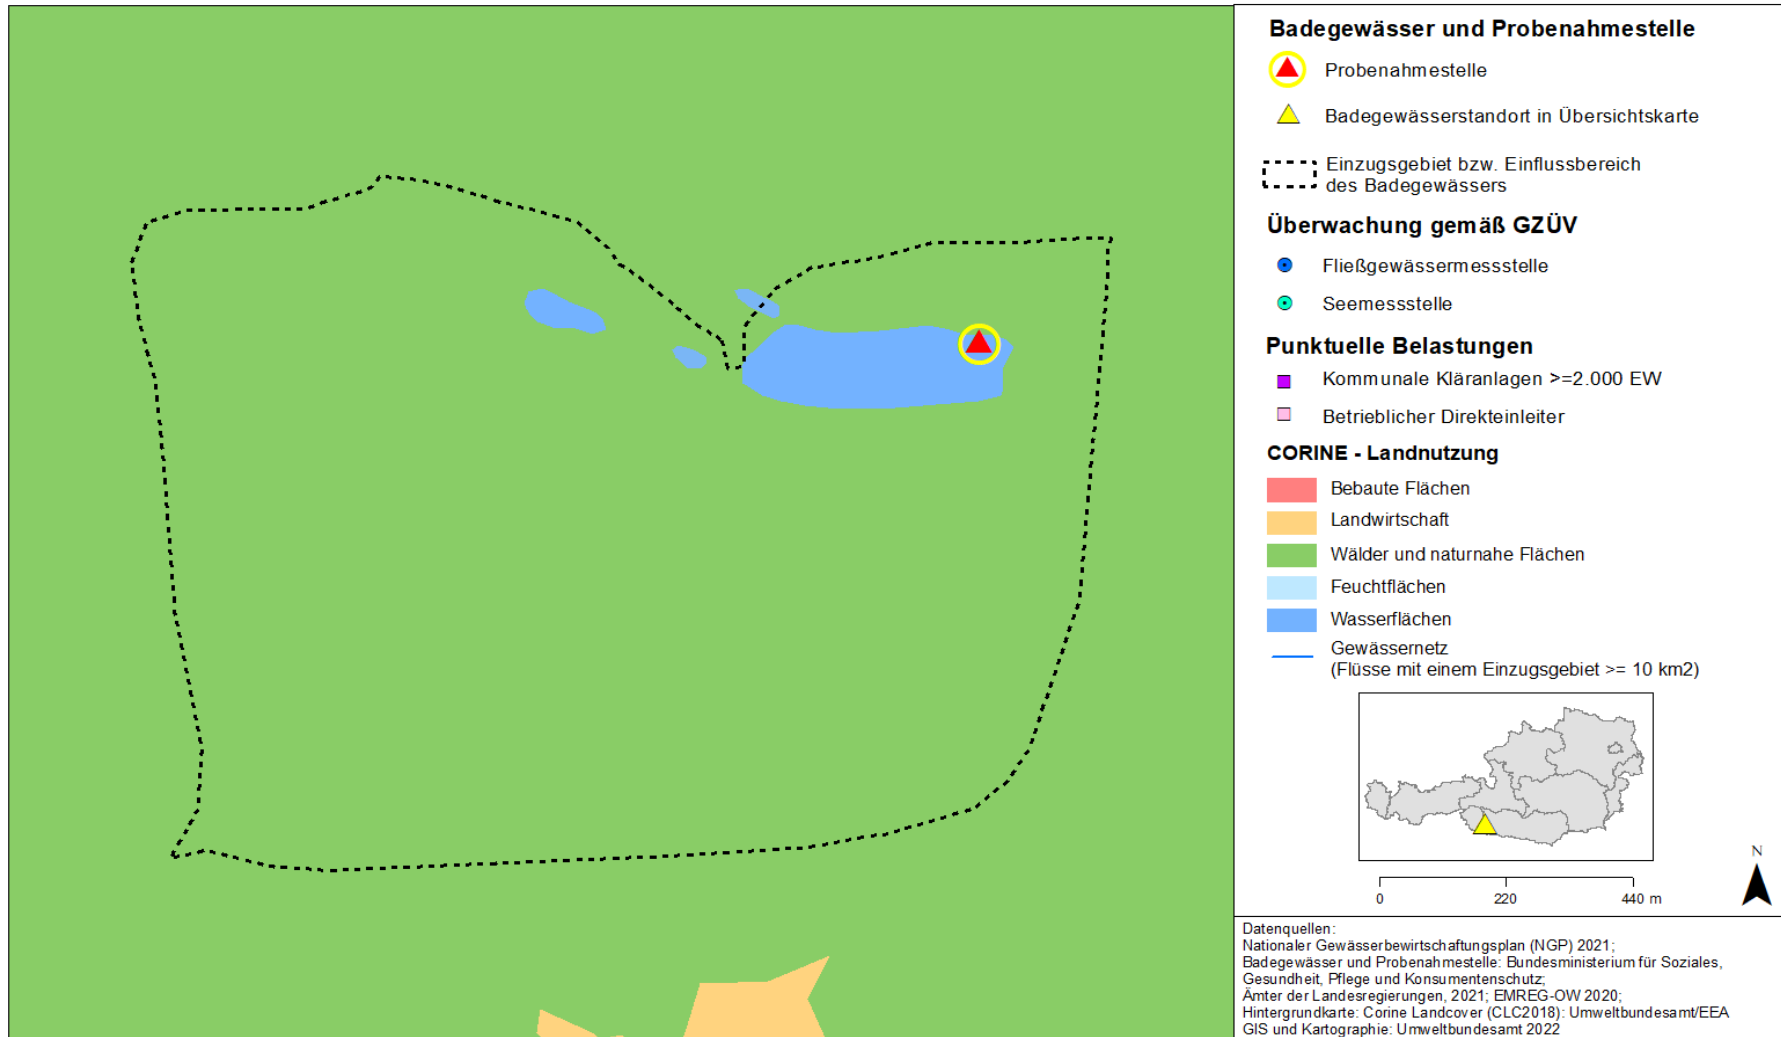 Badegewässer und Probenahmestelle
Probenahmestelle
Badegewässerstandort in Übersichtskarte
Einzugsgebiet bzw. Einflussbereich
des Badegewässers
Überwachung gemäß GZÜV
Fließgewässermessstelle
Seemessstelle
Punktuelle Belastungen
Kommunale Kläranlagen >=2.000 EW
Betrieblicher Direkteinleiter
CORINE - Landnutzung
Bebaute Flächen
Landwirtschaft
Wälder und naturnahe Flächen
Feuchtflächen
Wasserflächen
Gewässernetz
(Flüsse mit einem Einzugsgebiet >= 10 km2)
N
0 220 440 m
Datenquellen:
Nationaler Gewässerbewirtschaftungsplan (NGP) 2021;
Badegewässer und Probenahmestelle: Bundesministerium für Soziales,
Gesundheit, Pflege und Konsumentenschutz;
Ämter der Landesregierungen, 2021; EMREG-OW 2020;
Hintergrundkarte: Corine Landcover (CLC2018): Umweltbundesamt/EEA
GIS und Kartographie: Umweltbundesamt 2022